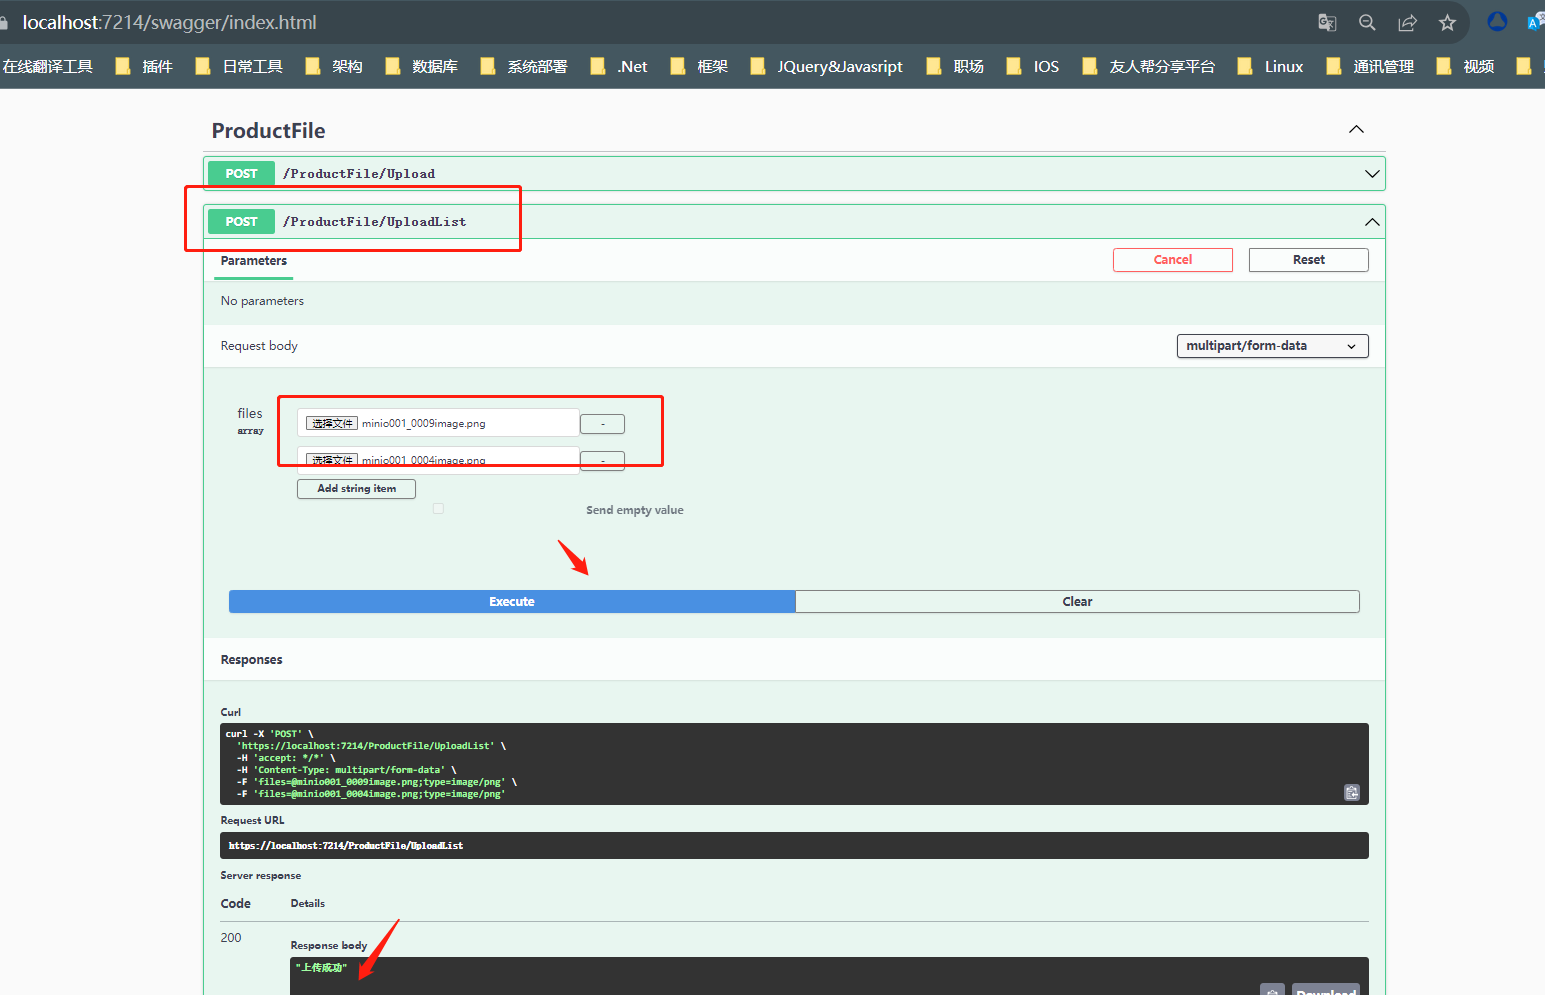 localhost:7214/swagger/index.html
在线翻译工具 插件 日常工具 架构 数据库 系统部署 .Net 框架 JQuery&Javasript 职场 IOS 友人帮分享平台 Linux 通讯管理 视频
ProductFile
POST /ProductFile/Upload
POST /ProductFile/UploadList
Parameters Cancel Reset
No parameters
Request body multipart/form-data
files
array
选择文件 minio001_0009image.png -
选择文件 minio001_0004image.png -
Add string item
Send empty value
Execute Clear
Responses
Curl
curl -X 'POST' \
'https://localhost:7214/ProductFile/UploadList' \
-H 'accept: */*' \
-H 'Content-Type: multipart/form-data' \
-F 'files=@minio001_0009image.png;type=image/png' \
-F 'files=@minio001_0004image.png;type=image/png'
Request URL
https://localhost:7214/ProductFile/UploadList
Server response
Code Details
200
Response body
"上传成功"
Download